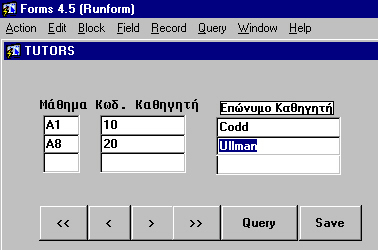 Forms 4.5 (Runform)
Action Edit Block Field Record Query Window Help
TUTORS
Μάθημα Κωδ. Καθηγητή Επώνυμο Καθηγητή
A1 10 Codd
A8 20 Ullman
<< < > >> Query Save